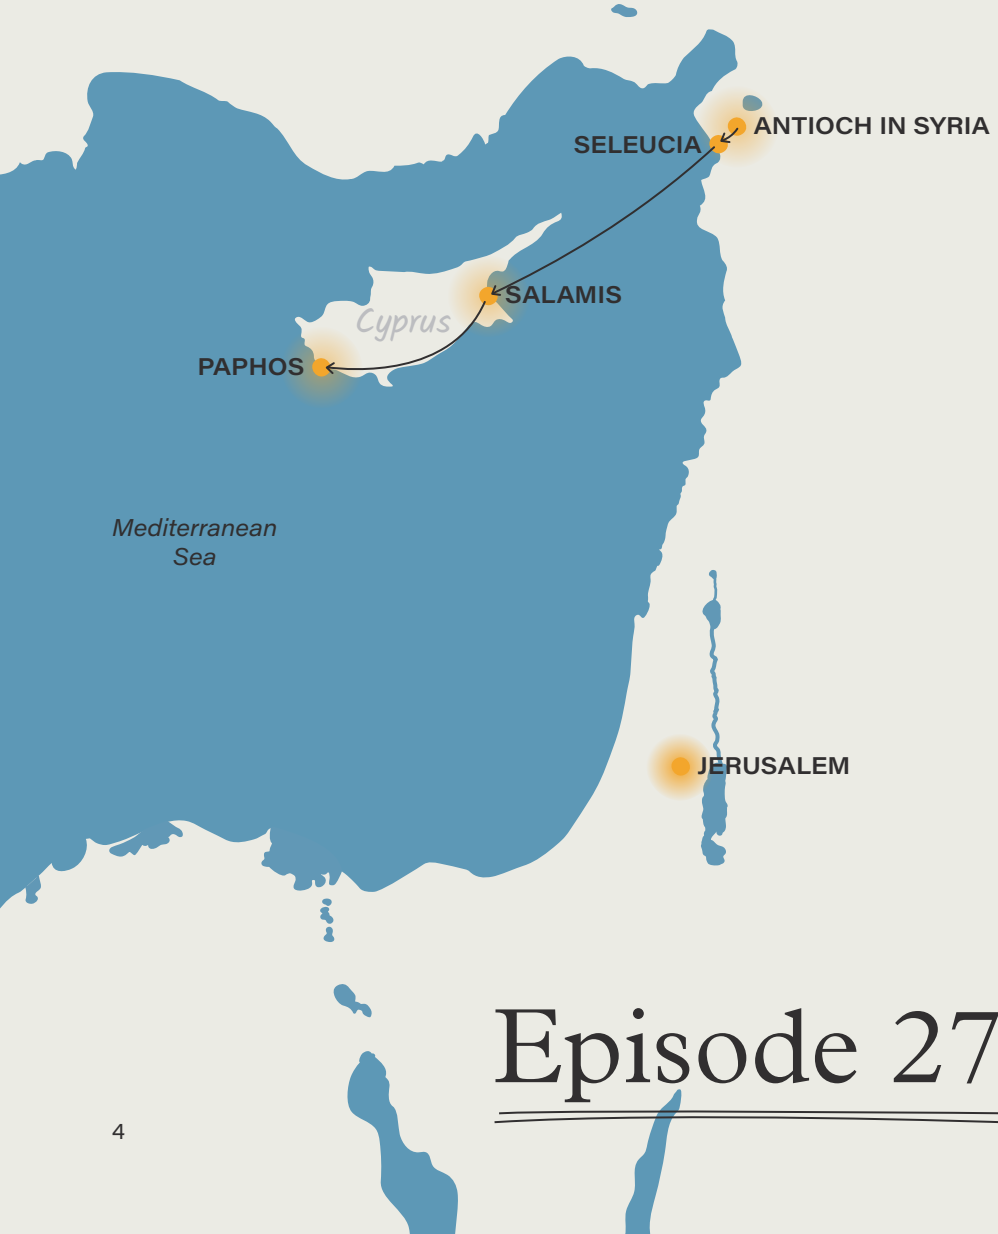 ANTIOCH IN SYRIA
SELEUCIA
SALAMIS
Cyprus
PAPHOS
Mediterranean
Sea
JERUSALEM
Episode 27
4